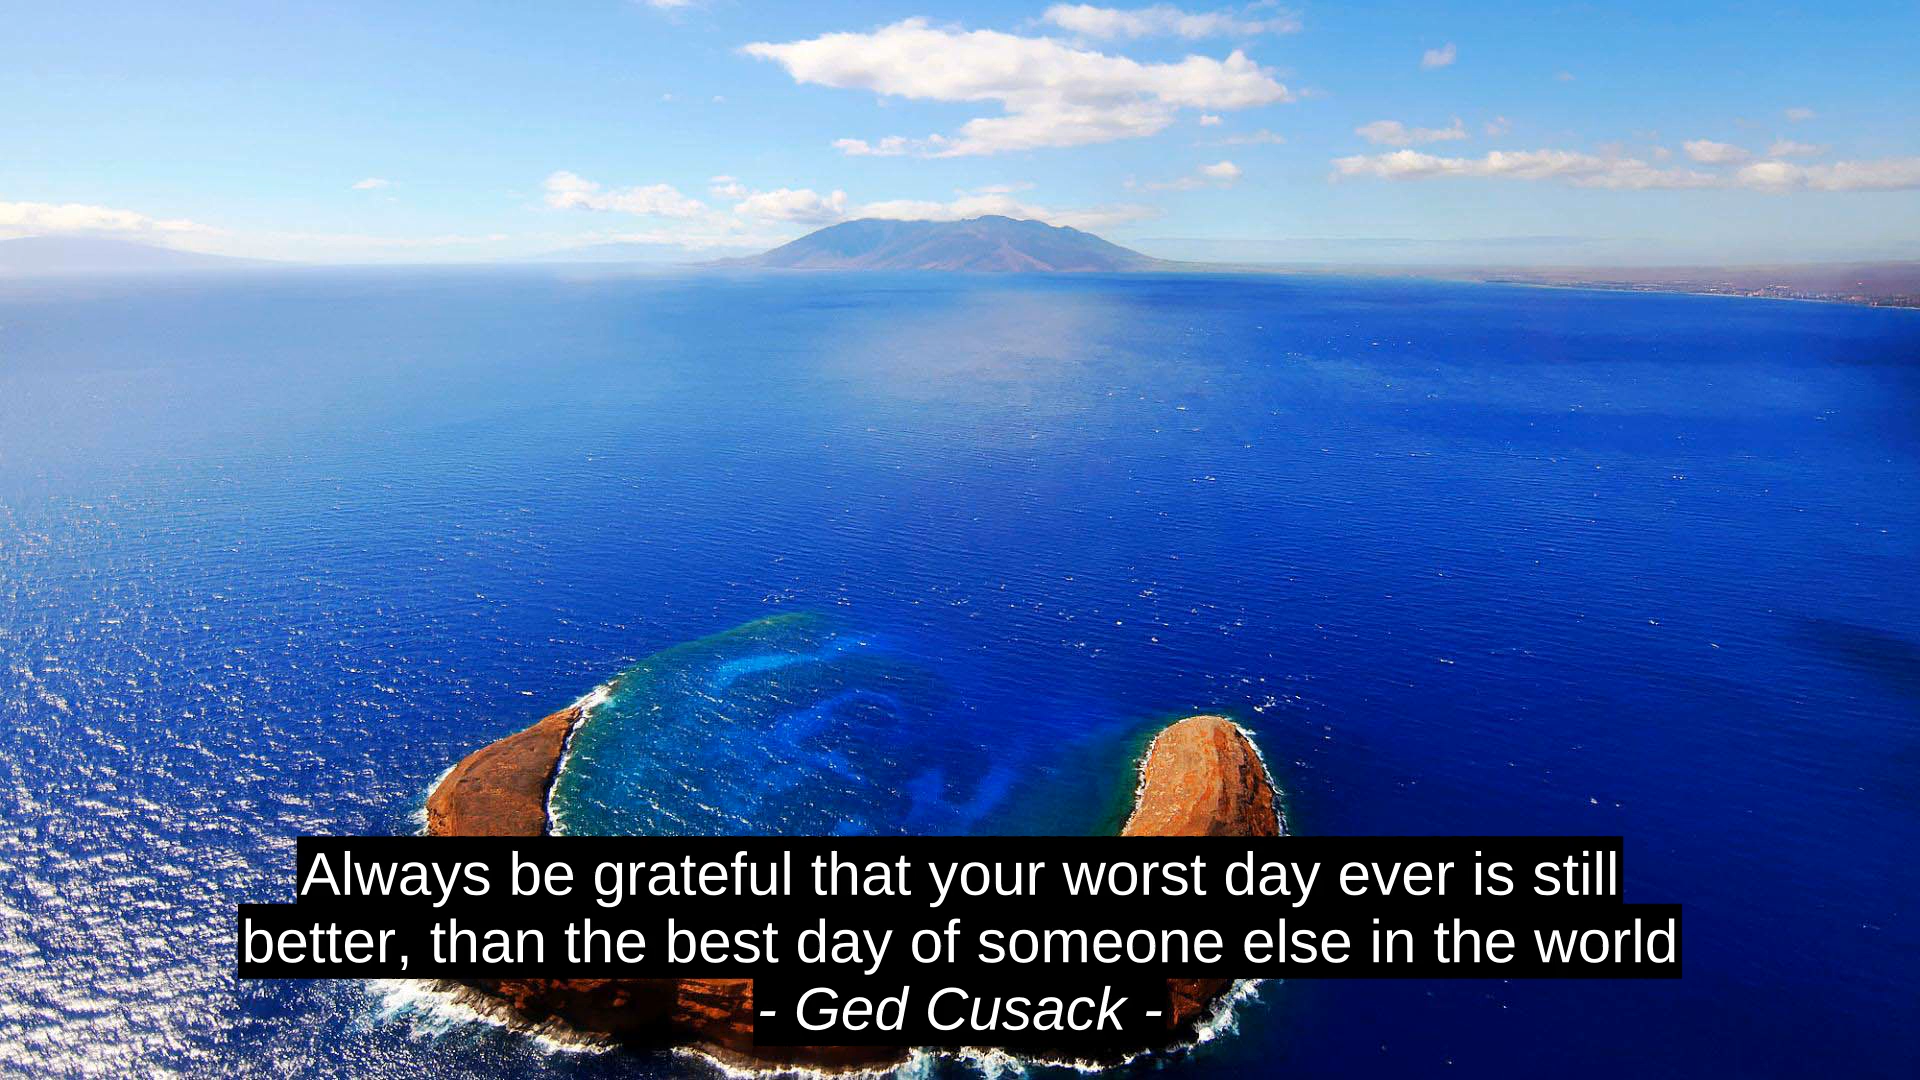 Always be grateful that your worst day ever is still
better, than the best day of someone else in the world
- Ged Cusack -